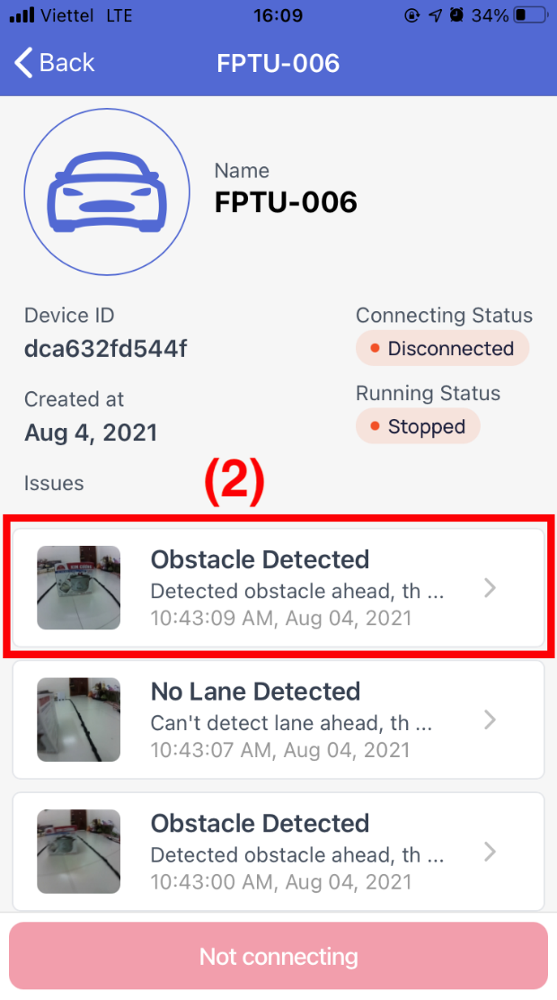 Viettel LTE 16:09 34%
Back FPTU-006
Name
FPTU-006
Device ID
dca632fd544f
Connecting Status
Disconnected
Created at
Aug 4, 2021
Running Status
Stopped
Issues
(2)
Obstacle Detected
Detected obstacle ahead, th ...
10:43:09 AM, Aug 04, 2021
No Lane Detected
Can't detect lane ahead, th ...
10:43:07 AM, Aug 04, 2021
Obstacle Detected
Detected obstacle ahead, th ...
10:43:00 AM, Aug 04, 2021
Not connecting